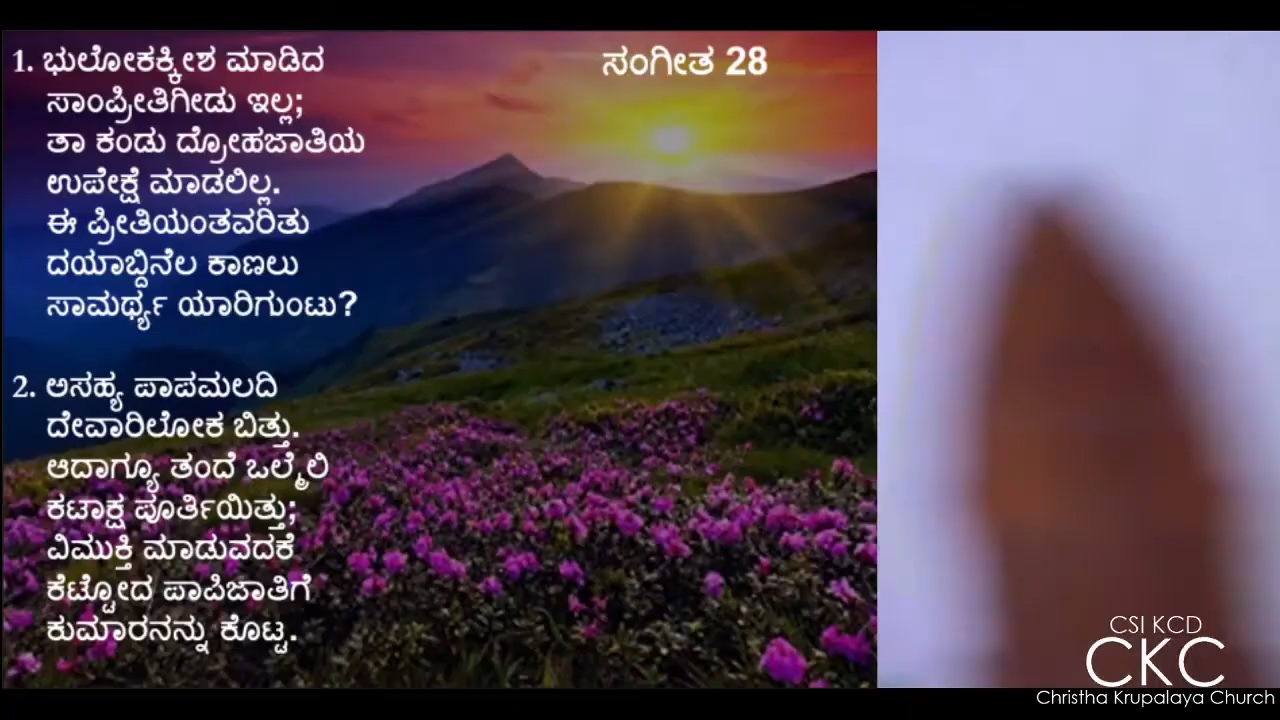 ಸಂಗೀತ 28
1. ಭುಲೋಕಕ್ಕೀಶ ಮಾಡಿದ
ಸಾಂಪ್ರೀತಿಗೀಡು ಇಲ್ಲ;
ತಾ ಕಂಡು ದ್ರೋಹಜಾತಿಯ
ಉಪೇಕ್ಷೆ ಮಾಡಲಿಲ್ಲ.
ಈ ಪ್ರೀತಿಯಂತವರಿತು
ದಯಾಬ್ದಿನೆಲ ಕಾಣಲು
ಸಾಮರ್ಥ್ಯ ಯಾರಿಗುಂಟು?
2. ಅಸಹ್ಯ ಪಾಪಮಲದಿ
ದೇವಾರಿಲೋಕ ಬಿತ್ತು.
ಆದಾಗ್ಯೂ ತಂದೆ ಒಲ್ಮೆಲಿ
ಕಟಾಕ್ಷ ಪೂರ್ತಿಯಿತ್ತು;
ವಿಮುಕ್ತಿ ಮಾಡುವದಕೆ
ಕೆಟ್ಟೋದ ಪಾಪಿಜಾತಿಗೆ
ಕುಮಾರನನ್ನು ಕೊಟ್ಟ.
CSI KCD
CKC
Christha Krupalaya Church